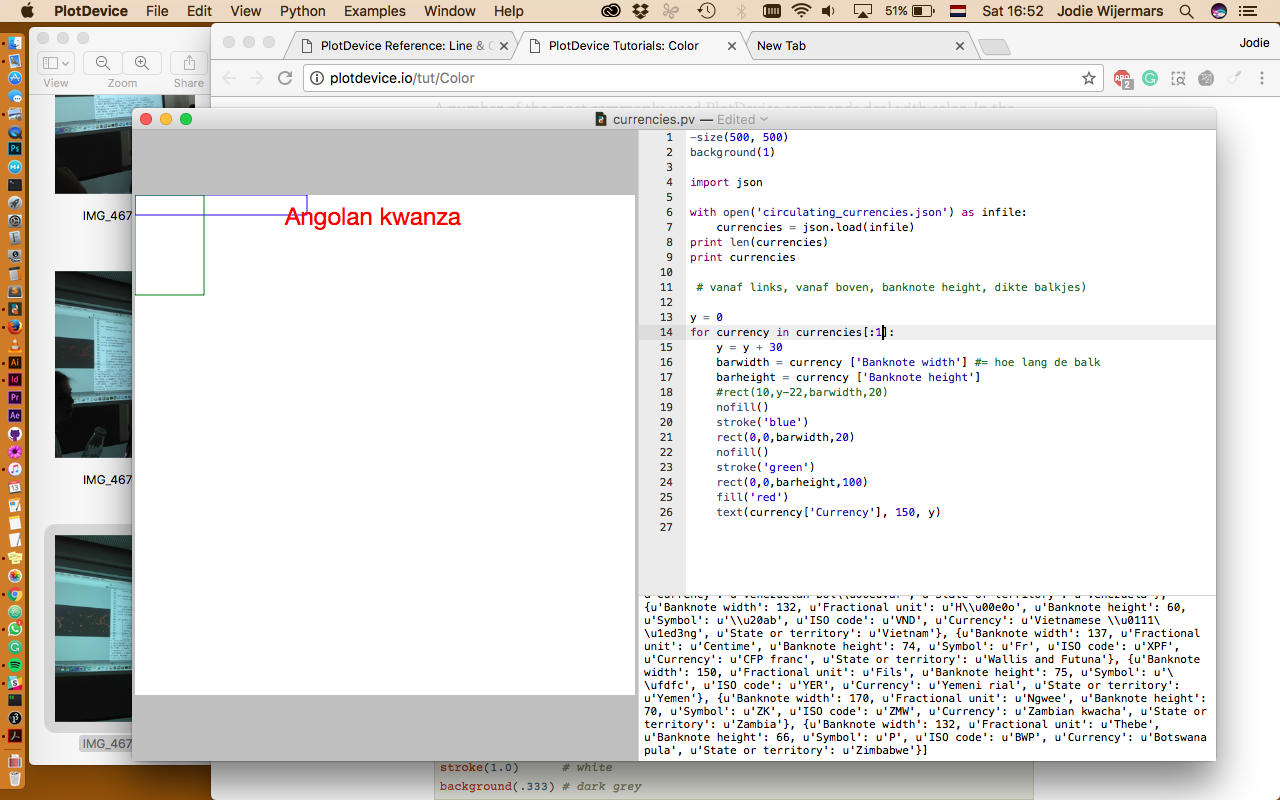 PlotDevice File Edit View Python Examples Window Help 51% Sat 16:52 Jodie Wijermars
View Zoom Share
PlotDevice Reference: Line & C PlotDevice Tutorials: Color New Tab Jodie
plotdevice.io/tut/Color
ABP 2
currencies.pv — Edited
IMG_467
IMG_467
IMG_467
Angolan kwanza
1 -size(500, 500)
2 background(1)
3
4 import json
5
6 with open('circulating_currencies.json') as infile:
7 currencies = json.load(infile)
8 print len(currencies)
9 print currencies
10
11 # vanaf links, vanaf boven, banknote height, dikte balkjes)
12
13 y = 0
14 for currency in currencies[:1]:
15 y = y + 30
16 barwidth = currency ['Banknote width'] #= hoe lang de balk
17 barheight = currency ['Banknote height']
18 #rect(10,y-22,barwidth,20)
19 nofill()
20 stroke('blue')
21 rect(0,0,barwidth,20)
22 nofill()
23 stroke('green')
24 rect(0,0,barheight,100)
25 fill('red')
26 text(currency['Currency'], 150, y)
27
{u'Banknote width': 132, u'Fractional unit': u'H\\u00e0o', u'Banknote height': 60,
u'Symbol': u'\\u20ab', u'ISO code': u'VND', u'Currency': u'Vietnamese \\u0111\
\u1ed3ng', u'State or territory': u'Vietnam'}, {u'Banknote width': 137, u'Fractional
unit': u'Centime', u'Banknote height': 74, u'Symbol': u'Fr', u'ISO code': u'XPF',
u'Currency': u'CFP franc', u'State or territory': u'Wallis and Futuna'}, {u'Banknote
width': 150, u'Fractional unit': u'Fils', u'Banknote height': 75, u'Symbol': u'\
\ufdfc', u'ISO code': u'YER', u'Currency': u'Yemeni rial', u'State or territory':
u'Yemen'}, {u'Banknote width': 170, u'Fractional unit': u'Ngwee', u'Banknote height':
70, u'Symbol': u'ZK', u'ISO code': u'ZMW', u'Currency': u'Zambian kwacha', u'State or
territory': u'Zambia'}, {u'Banknote width': 132, u'Fractional unit': u'Thebe',
u'Banknote height': 66, u'Symbol': u'P', u'ISO code': u'BWP', u'Currency': u'Botswana
pula', u'State or territory': u'Zimbabwe'}]
stroke(1.0) # white
background(.333) # dark grey